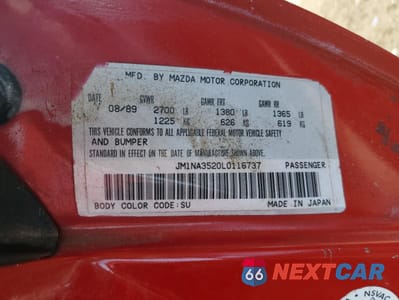 MFD. BY MAZDA MOTOR CORPORATION
DATE GVWR GAWR FRT GAWR RR
08/89 2700 LB 1380 LB 1365 LB
1225 KG 626 KG 619 KG
THIS VEHICLE CONFORMS TO ALL APPLICABLE FEDERAL MOTOR VEHICLE SAFETY
AND BUMPER
STANDARD IN EFFECT ON THE DATE OF MANUFACTURE SHOWN ABOVE.
JM1NA3520L0116737 PASSENGER
BODY COLOR CODE:SU MADE IN JAPAN
66 NEXTCAR
NSVAC